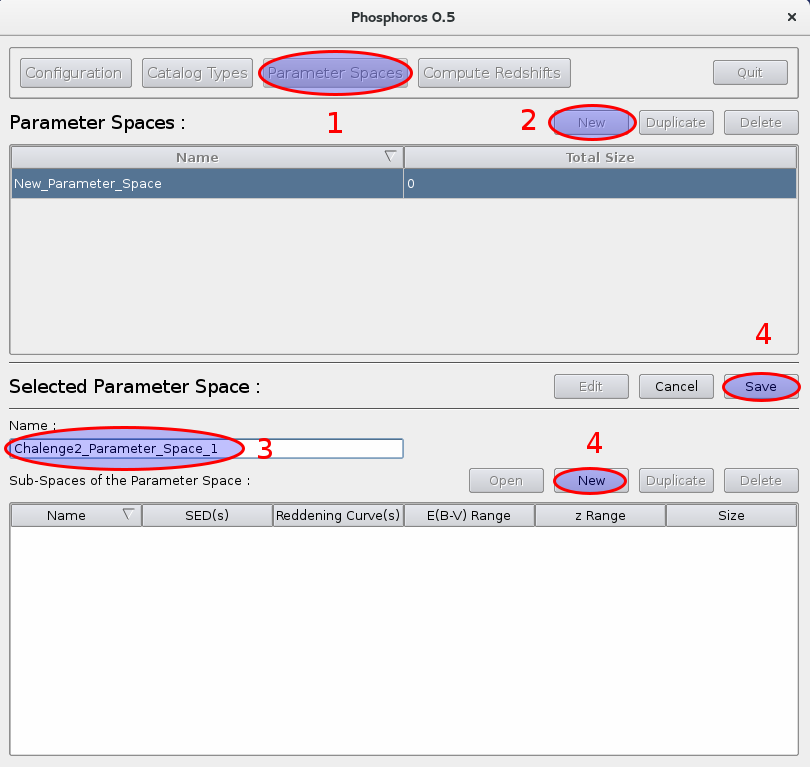 Phosphoros 0.5 ×
Configuration Catalog Types Parameter Spaces Compute Redshifts Quit
1
Parameter Spaces : 2 New Duplicate Delete
Name Total Size
New_Parameter_Space 0
4
Selected Parameter Space : Edit Cancel Save
Name :
Chalenge2_Parameter_Space_1 3
4
Sub-Spaces of the Parameter Space : Open New Duplicate Delete
Name SED(s) Reddening Curve(s) E(B-V) Range z Range Size